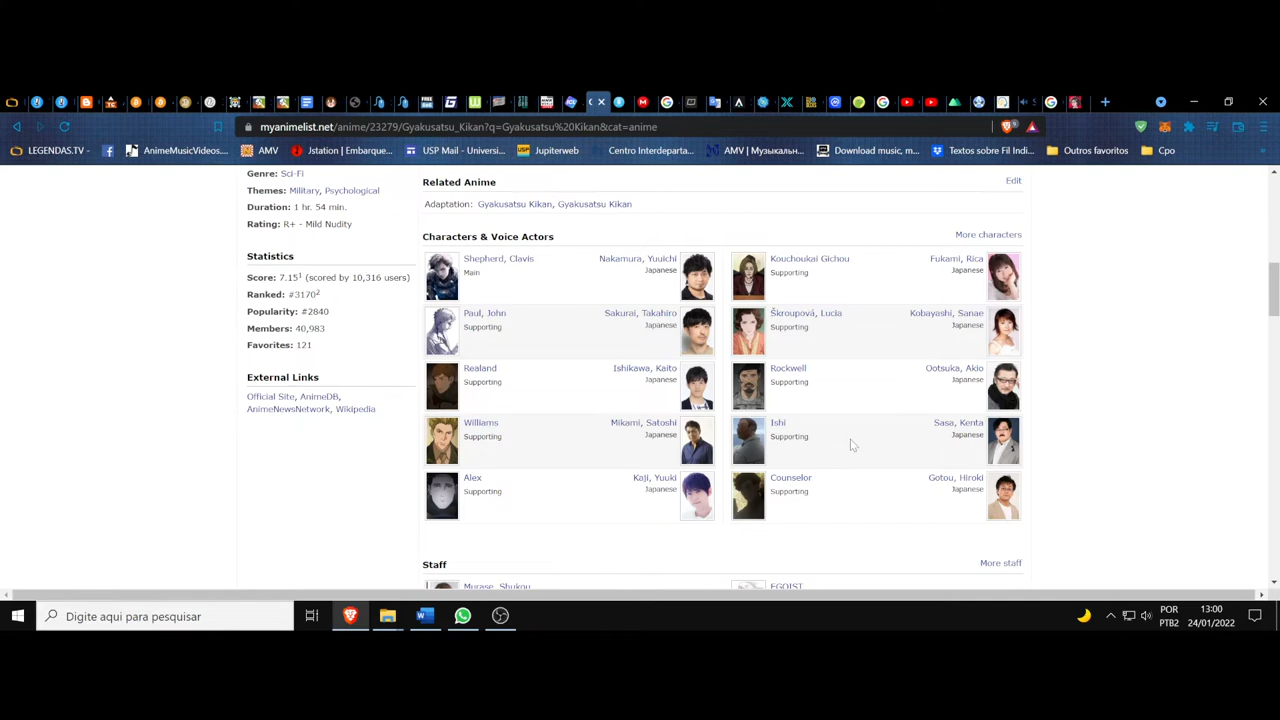 myanimelist.net/anime/23279/Gyakusatsu_Kikan?q=Gyakusatsu%20Kikan&cat=anime
LEGENDAS.TV -
AnimeMusicVideos...
AMV
Jstation | Embarque...
USP Mail - Universi...
Jupiterweb
Centro Interdeparta...
AMV | Музыкальн...
Download music, m...
Textos sobre Fil Indi...
Outros favoritos
Cpo
Genre: Sci-Fi
Themes: Military, Psychological
Duration: 1 hr. 54 min.
Rating: R+ - Mild Nudity
Statistics
Score: 7.15¹ (scored by 10,316 users)
Ranked: #3170²
Popularity: #2840
Members: 40,983
Favorites: 121
External Links
Official Site, AnimeDB,
AnimeNewsNetwork, Wikipedia
Related Anime
Edit
Adaptation: Gyakusatsu Kikan, Gyakusatsu Kikan
Characters & Voice Actors
More characters
Shepherd, Clavis
Main
Nakamura, Yuuichi
Japanese
Kouchoukai Gichou
Supporting
Fukami, Rica
Japanese
Paul, John
Supporting
Sakurai, Takahiro
Japanese
Škroupová, Lucia
Supporting
Kobayashi, Sanae
Japanese
Realand
Supporting
Ishikawa, Kaito
Japanese
Rockwell
Supporting
Ootsuka, Akio
Japanese
Williams
Supporting
Mikami, Satoshi
Japanese
Ishi
Supporting
Sasa, Kenta
Japanese
Alex
Supporting
Kaji, Yuuki
Japanese
Counselor
Supporting
Gotou, Hiroki
Japanese
Staff
More staff
Murase, Shukou
EGOIST
Digite aqui para pesquisar
POR
PTB2
13:00
24/01/2022